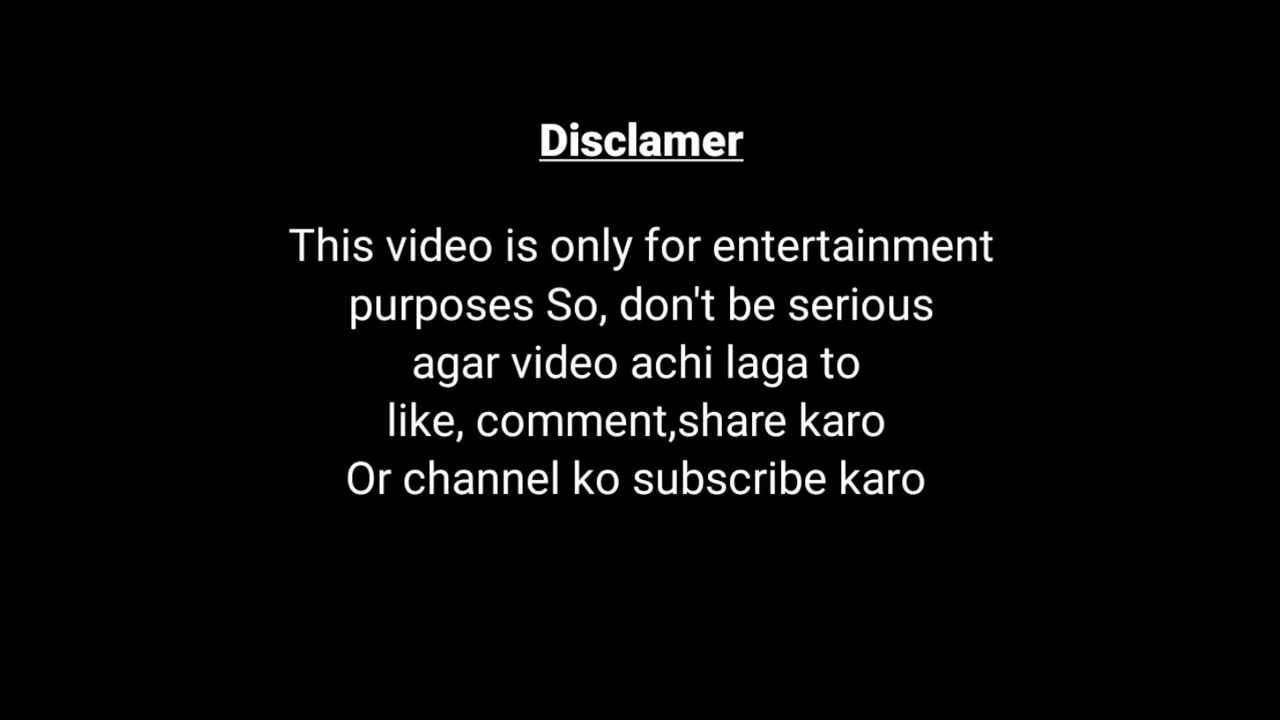 Disclamer
This video is only for entertainment
purposes So, don't be serious
agar video achi laga to
like, comment,share karo
Or channel ko subscribe karo